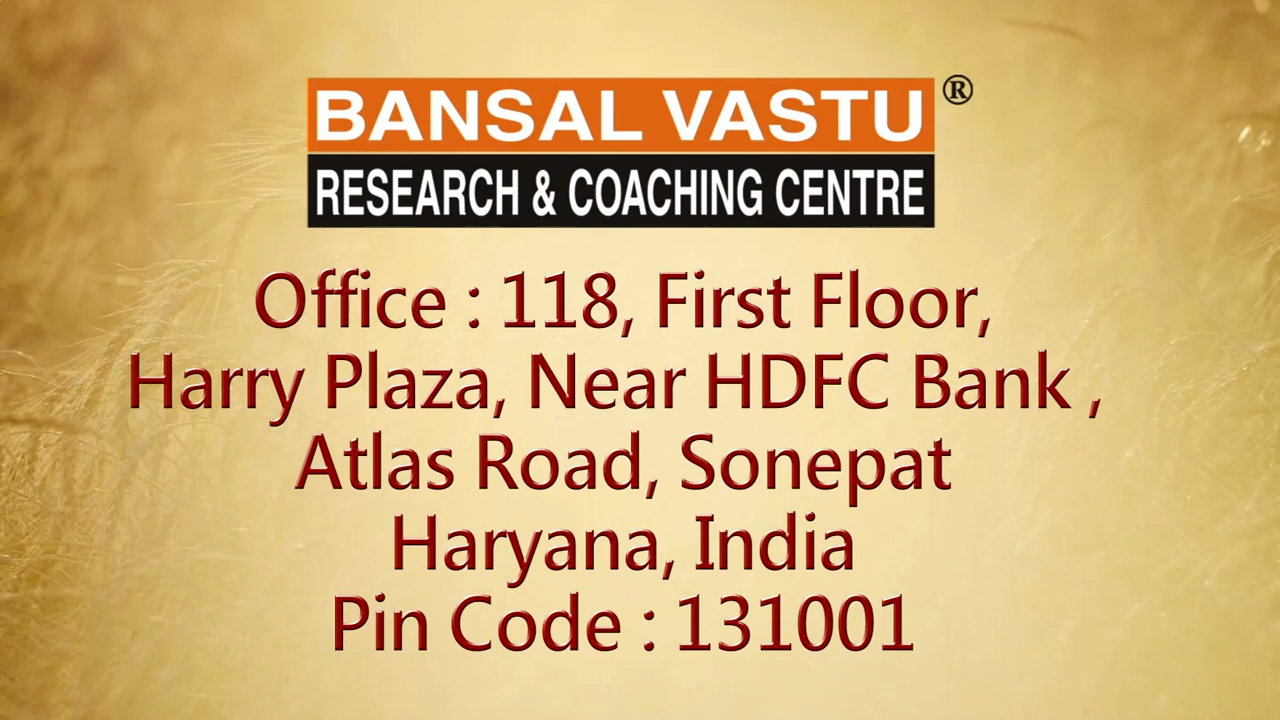 BANSAL VASTU ®
RESEARCH & COACHING CENTRE
Office : 118, First Floor,
Harry Plaza, Near HDFC Bank ,
Atlas Road, Sonepat
Haryana, India
Pin Code : 131001